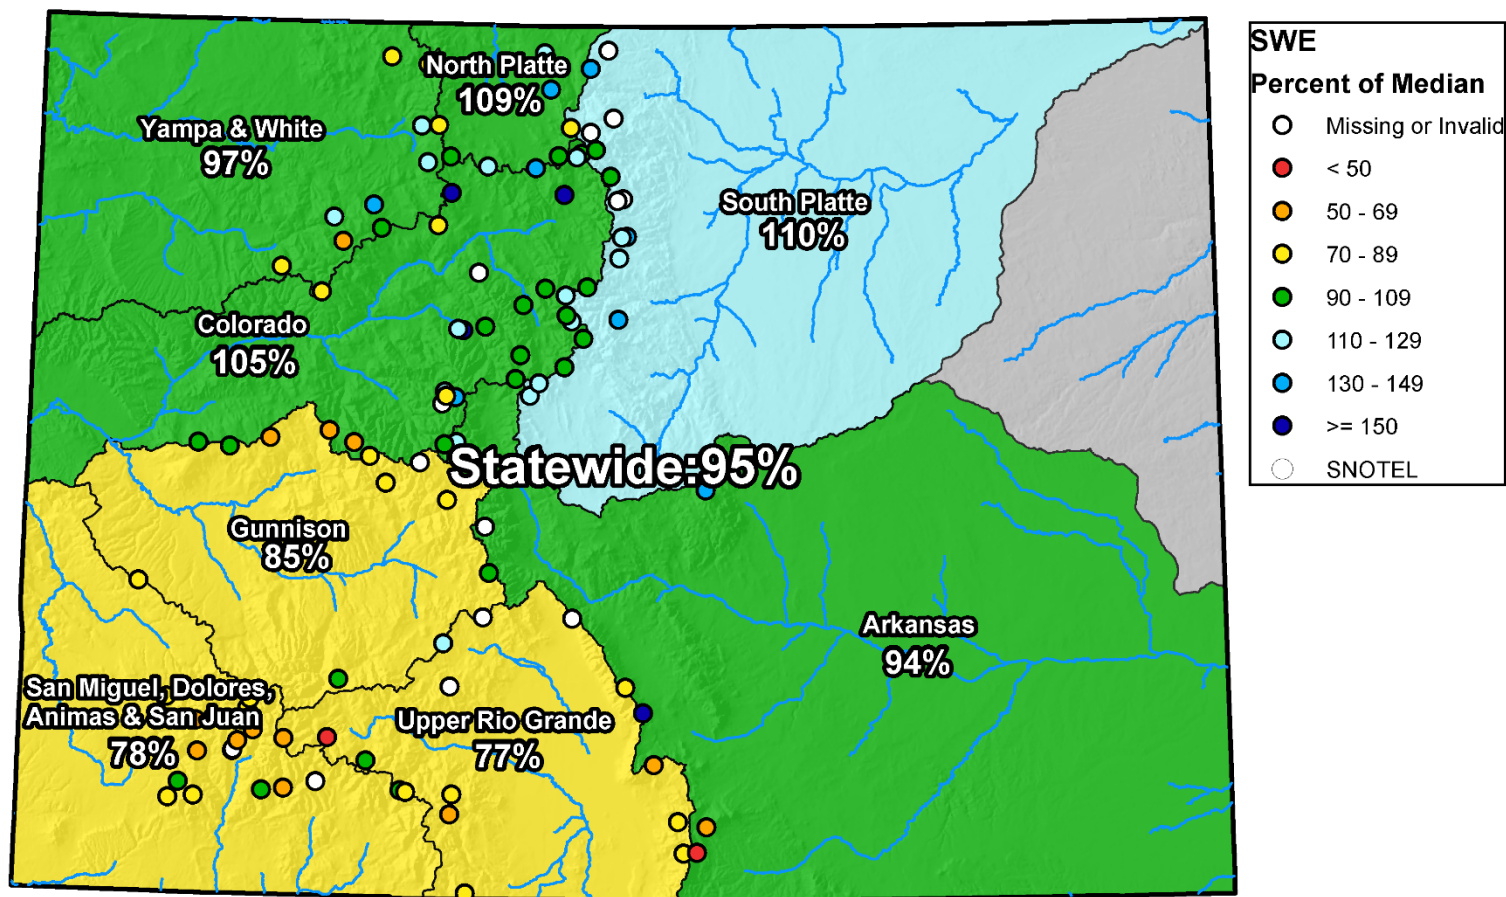 North Platte
109%
Yampa & White
97%
South Platte
110%
Colorado
105%
Statewide:95%
Gunnison
85%
Arkansas
94%
San Miguel, Dolores,
Animas & San Juan
78%
Upper Rio Grande
77%
SWE
Percent of Median
Missing or Invalid
< 50
50 - 69
70 - 89
90 - 109
110 - 129
130 - 149
>= 150
SNOTEL